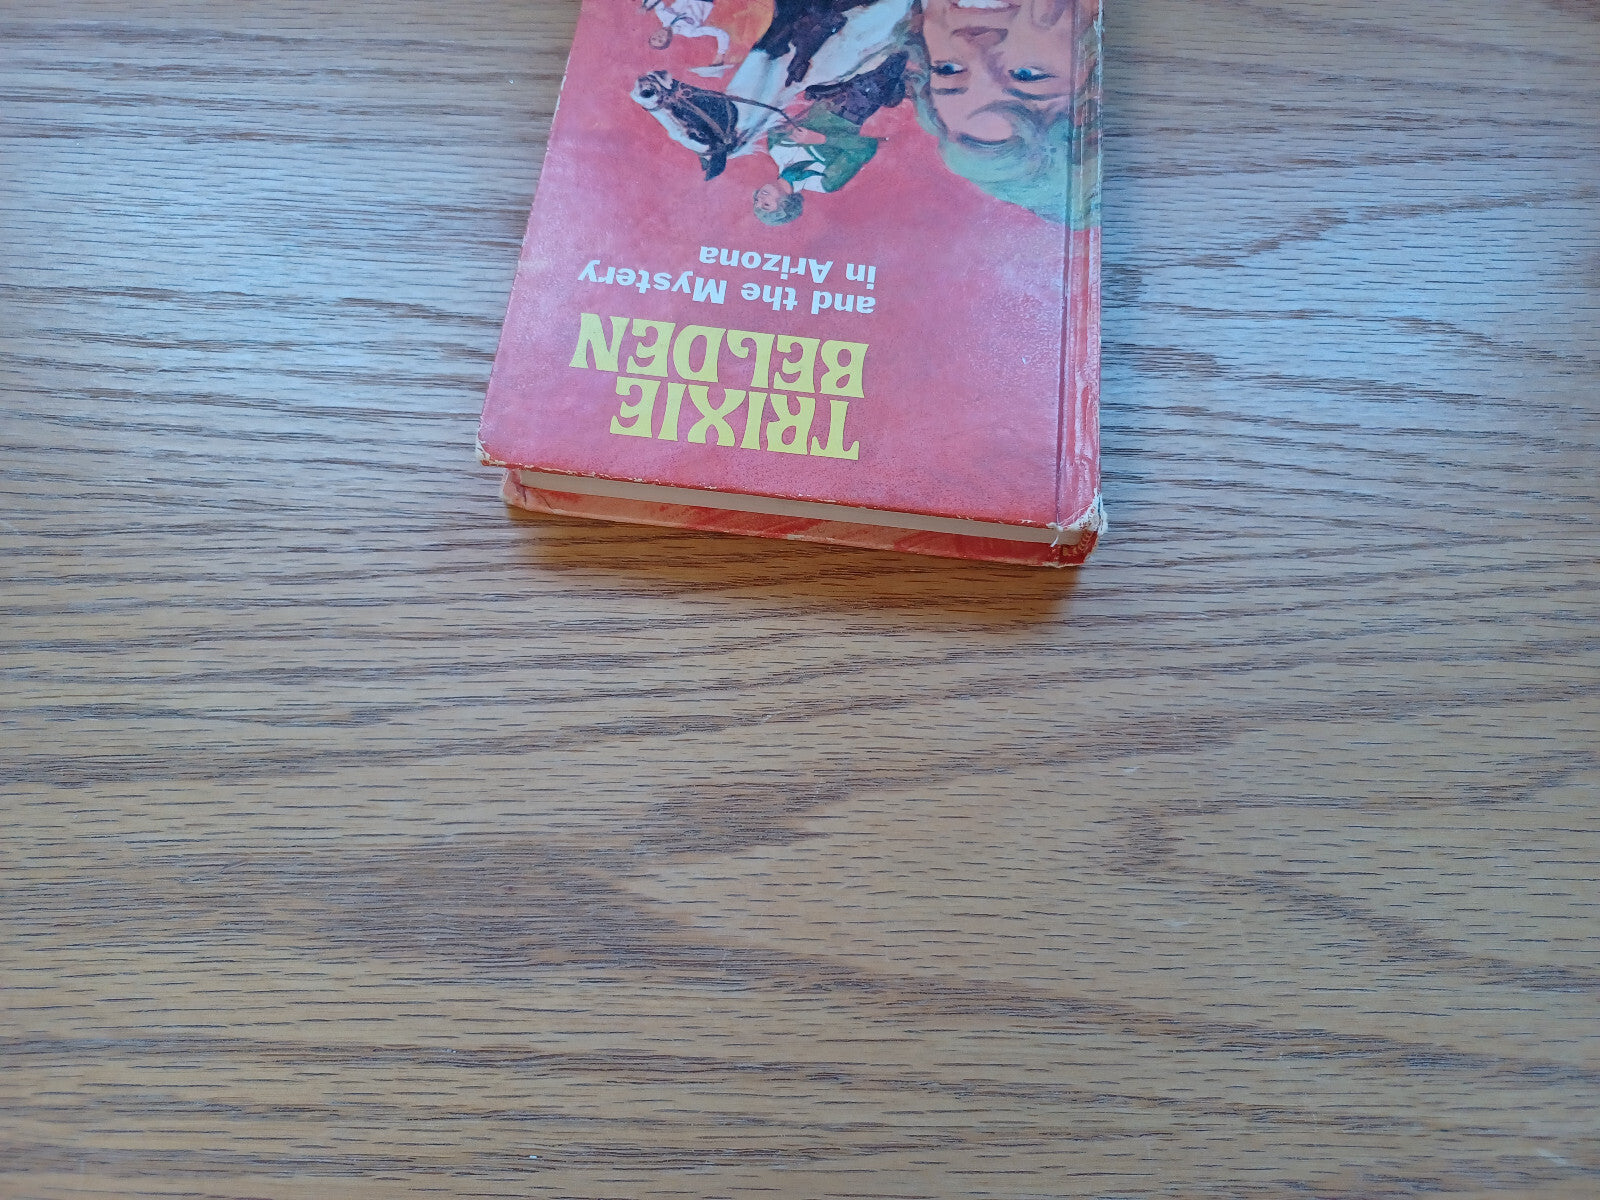 TRIXIE
BELDEN
and the Mystery
in Arizona